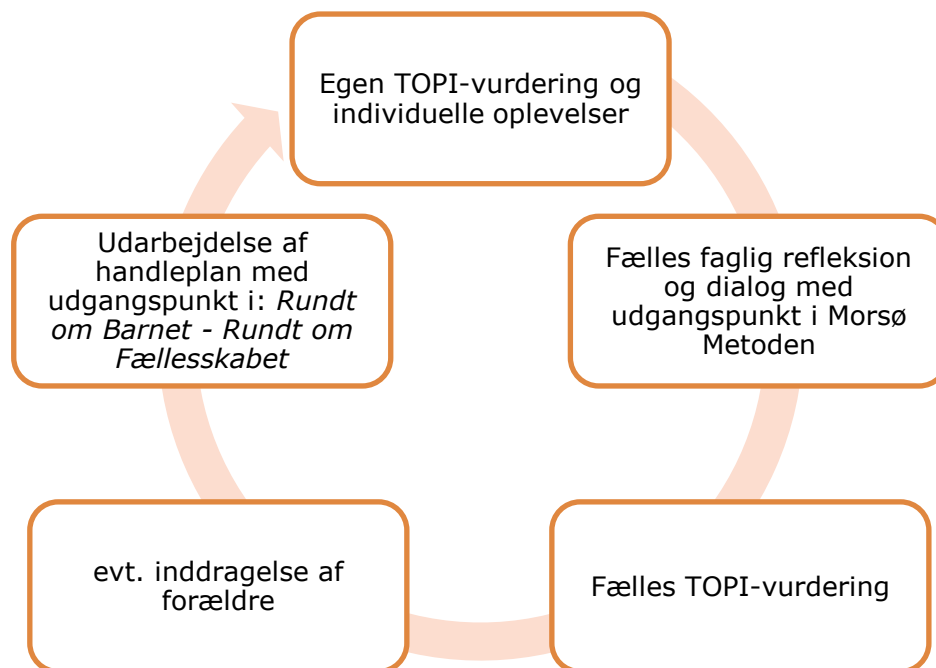 Egen TOPI-vurdering og
individuelle oplevelser
Fælles faglig refleksion
og dialog med
udgangspunkt i Morsø
Metoden
Fælles TOPI-vurdering
evt. inddragelse af
forældre
Udarbejdelse af
handleplan med
udgangspunkt i: Rundt
om Barnet - Rundt om
Fællesskabet